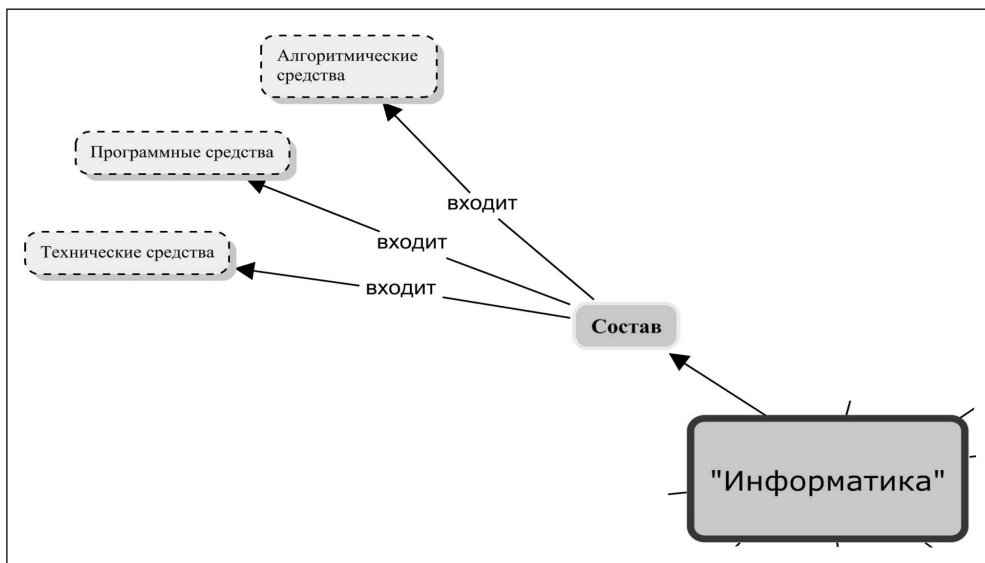 Алгоритмические
средства
Программные средства
входит
входит
Технические средства
входит
Состав
"Информатика"